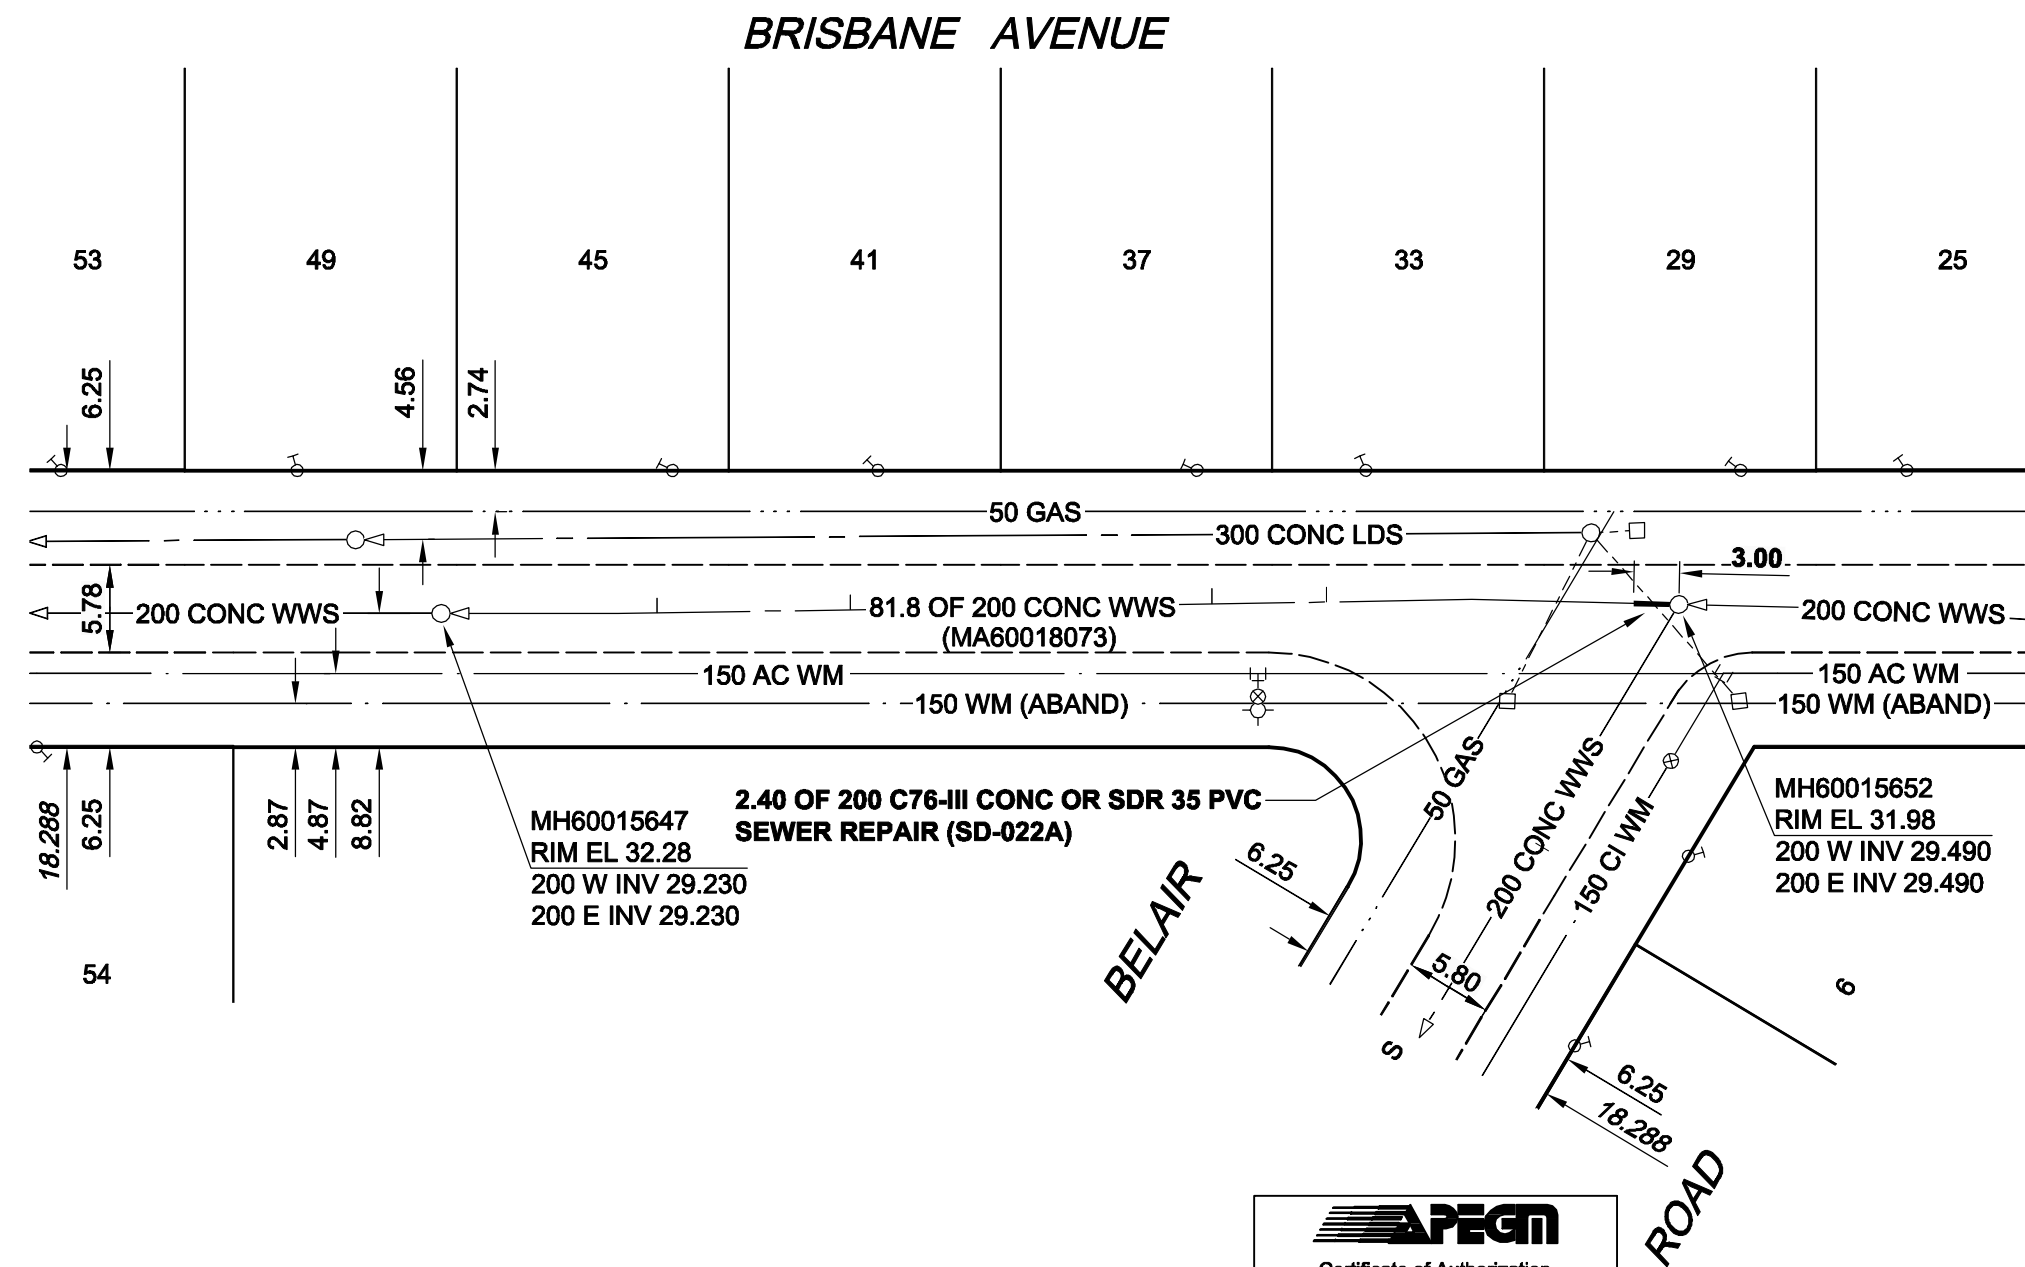 BRISBANE AVENUE
53
49
45
41
37
33
29
25
6.25
4.56
2.74
50 GAS
300 CONC LDS
3.00
5.78
200 CONC WWS
81.8 OF 200 CONC WWS
(MA60018073)
200 CONC WWS
150 AC WM
150 AC WM
150 WM (ABAND)
150 WM (ABAND)
18.288
6.25
2.87
4.87
8.82
MH60015647
RIM EL 32.28
200 W INV 29.230
200 E INV 29.230
2.40 OF 200 C76-III CONC OR SDR 35 PVC
SEWER REPAIR (SD-022A)
50 GAS
200 CONC WWS
150 CI WM
MH60015652
RIM EL 31.98
200 W INV 29.490
200 E INV 29.490
54
BELAIR
6.25
5.80
S
6
6.25
18.288
ROAD
APEGM
Certificate of Authorization